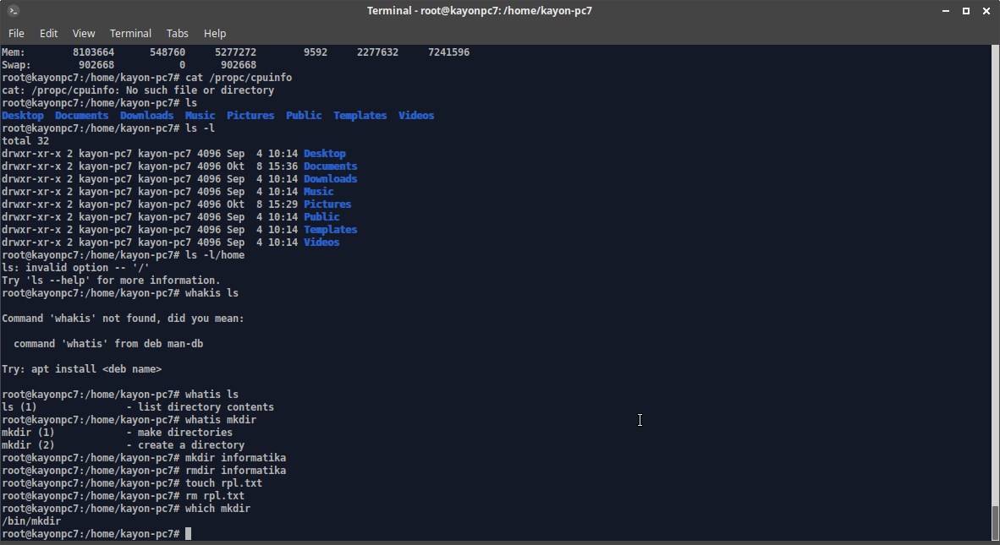 Terminal - root@kayonpc7: /home/kayon-pc7
File Edit View Terminal Tabs Help
Mem:        8103664      548760     5277272        9592     2277632     7241596
Swap:        902668           0      902668
root@kayonpc7:/home/kayon-pc7# cat /propc/cpuinfo
cat: /propc/cpuinfo: No such file or directory
root@kayonpc7:/home/kayon-pc7# ls
Desktop  Documents  Downloads  Music  Pictures  Public  Templates  Videos
root@kayonpc7:/home/kayon-pc7# ls -l
total 32
drwxr-xr-x 2 kayon-pc7 kayon-pc7 4096 Sep  4 10:14 Desktop
drwxr-xr-x 2 kayon-pc7 kayon-pc7 4096 Okt  8 15:36 Documents
drwxr-xr-x 2 kayon-pc7 kayon-pc7 4096 Sep  4 10:14 Downloads
drwxr-xr-x 2 kayon-pc7 kayon-pc7 4096 Sep  4 10:14 Music
drwxr-xr-x 2 kayon-pc7 kayon-pc7 4096 Okt  8 15:29 Pictures
drwxr-xr-x 2 kayon-pc7 kayon-pc7 4096 Sep  4 10:14 Public
drwxr-xr-x 2 kayon-pc7 kayon-pc7 4096 Sep  4 10:14 Templates
drwxr-xr-x 2 kayon-pc7 kayon-pc7 4096 Sep  4 10:14 Videos
root@kayonpc7:/home/kayon-pc7# ls -l/home
ls: invalid option -- '/'
Try 'ls --help' for more information.
root@kayonpc7:/home/kayon-pc7# whakis ls
Command 'whakis' not found, did you mean:
  command 'whatis' from deb man-db
Try: apt install <deb name>
root@kayonpc7:/home/kayon-pc7# whatis ls
ls (1)               - list directory contents
root@kayonpc7:/home/kayon-pc7# whatis mkdir
mkdir (1)            - make directories
mkdir (2)            - create a directory
root@kayonpc7:/home/kayon-pc7# mkdir informatika
root@kayonpc7:/home/kayon-pc7# rmdir informatika
root@kayonpc7:/home/kayon-pc7# touch rpl.txt
root@kayonpc7:/home/kayon-pc7# rm rpl.txt
root@kayonpc7:/home/kayon-pc7# which mkdir
/bin/mkdir
root@kayonpc7:/home/kayon-pc7#